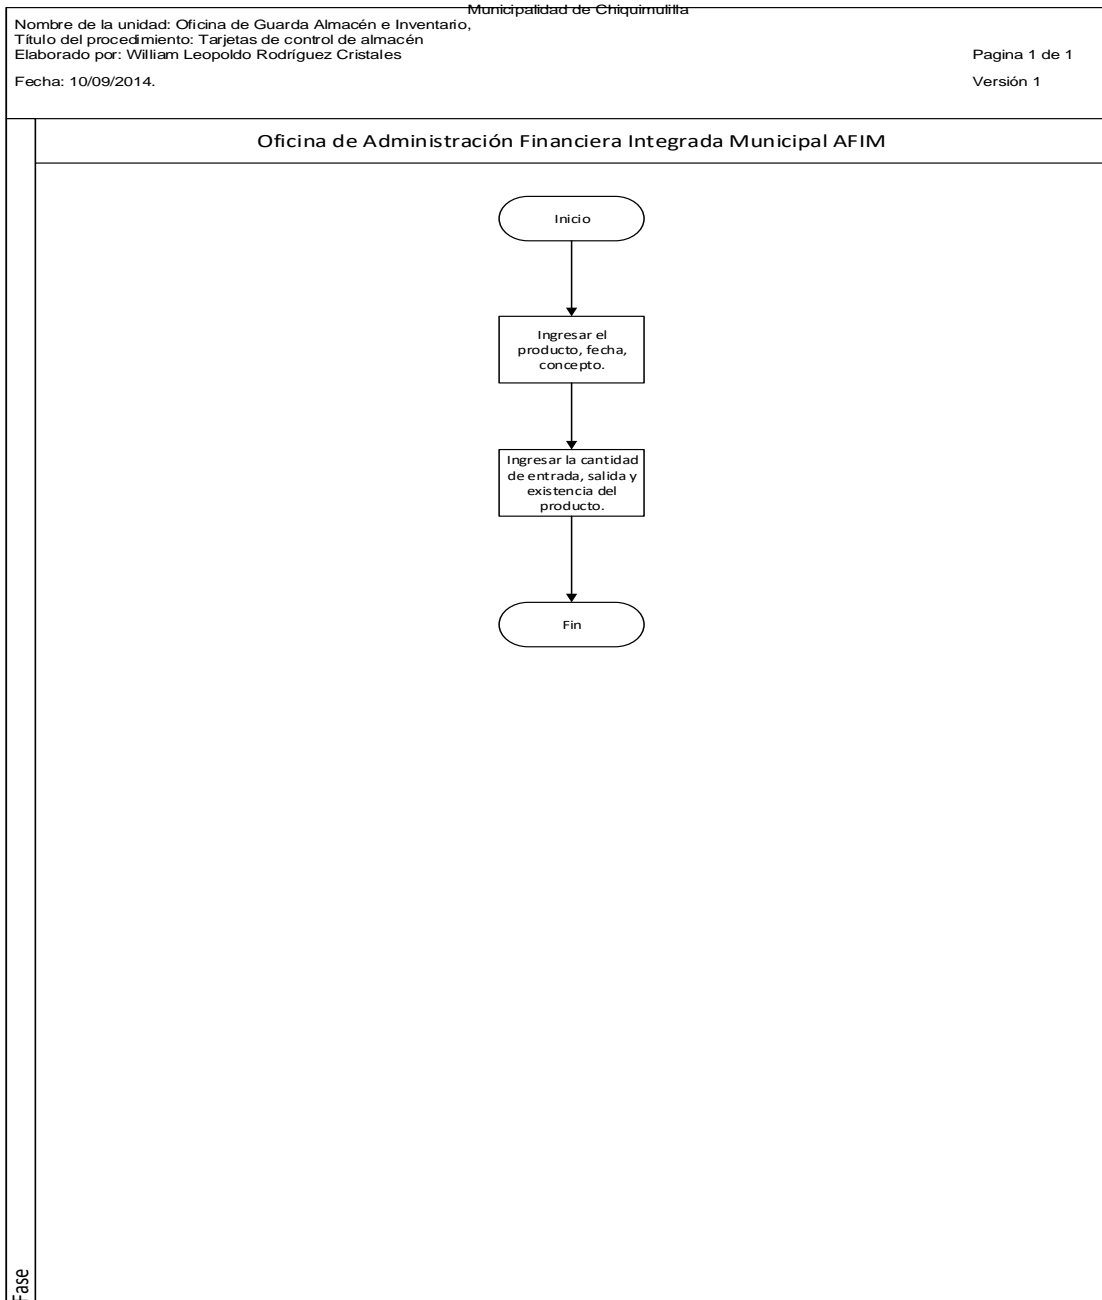 Municipalidad de Chiquimulilla
Nombre de la unidad: Oficina de Guarda Almacén e Inventario,
Título del procedimiento: Tarjetas de control de almacén
Elaborado por: William Leopoldo Rodríguez Cristales
Pagina 1 de 1
Fecha: 10/09/2014.
Versión 1
Oficina de Administración Financiera Integrada Municipal AFIM
Inicio
Ingresar el
producto, fecha,
concepto.
Ingresar la cantidad
de entrada, salida y
existencia del
producto.
Fin
Fase